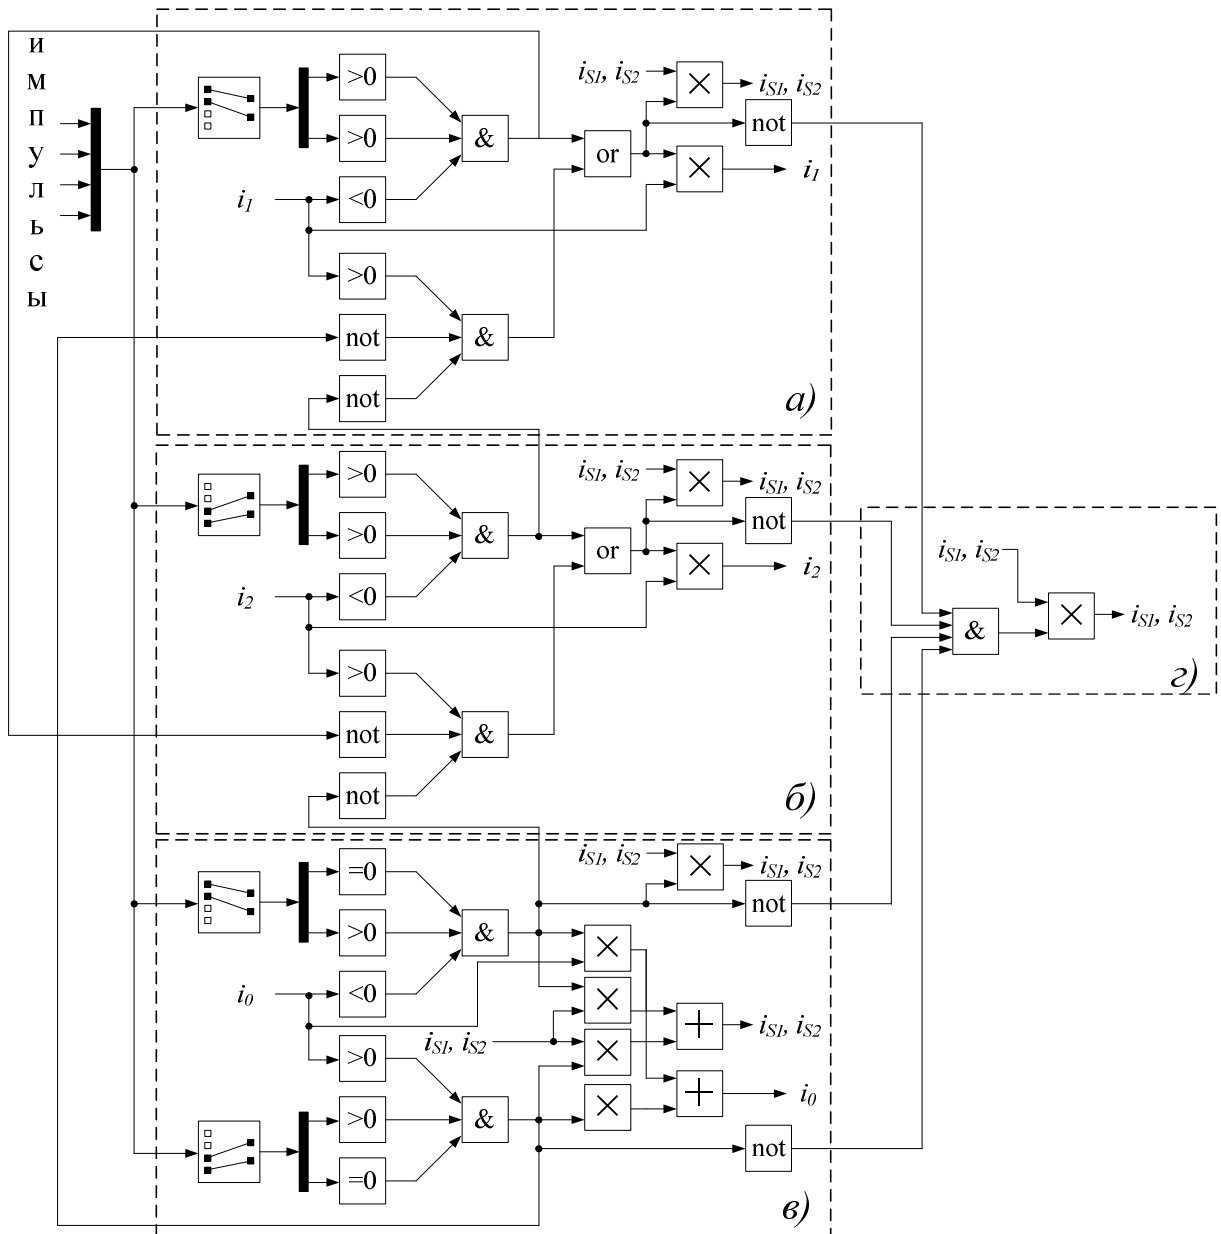 импульсы
>0
i_S1, i_S2
×
i_S1, i_S2
>0
&
or
not
i_1
<0
×
i_1
>0
not
&
not
а)
>0
i_S1, i_S2
×
i_S1, i_S2
>0
&
or
not
i_2
<0
×
i_2
>0
not
&
not
б)
i_S1, i_S2
&
×
i_S1, i_S2
г)
=0
i_S1, i_S2
×
i_S1, i_S2
>0
&
not
×
i_0
<0
×
+
i_S1, i_S2
i_S1, i_S2
×
>0
+
i_0
>0
&
×
not
=0
в)